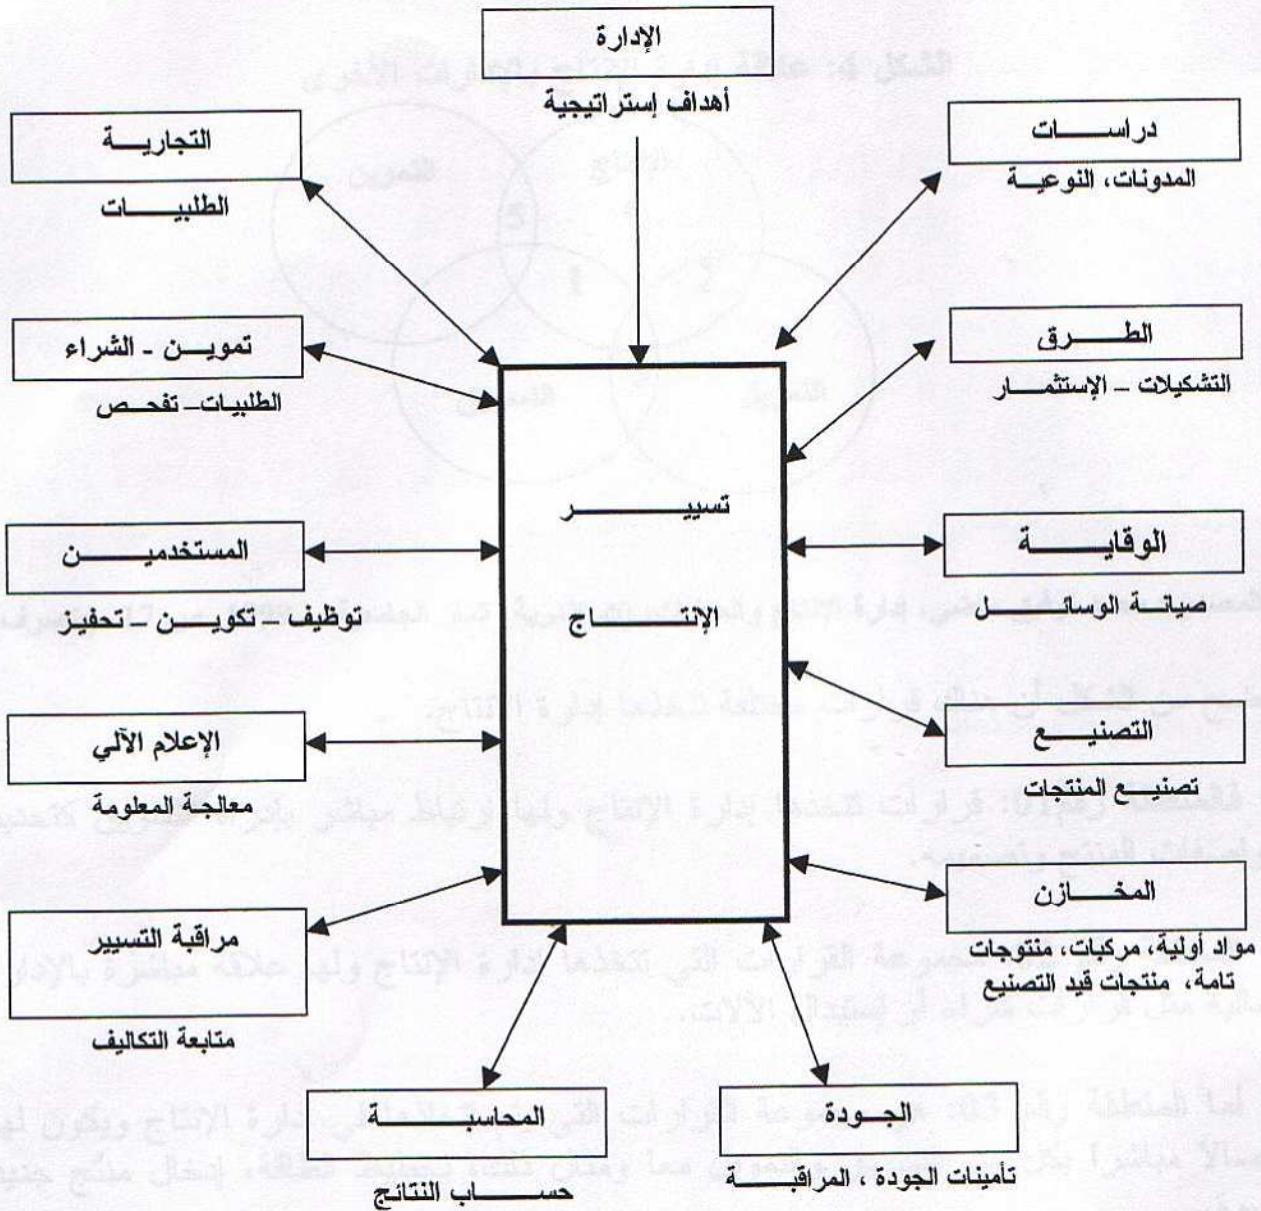 الإدارة
أهداف إستراتيجية
دراسات
المدونات، النوعية
التجارية
الطلبيات
الطرق
التشكيلات – الإستثمار
تموين - الشراء
الطلبيات – تفحص
تسيير
الإنتاج
الوقاية
صيانة الوسائل
المستخدمين
توظيف – تكوين – تحفيز
التصنيع
تصنيع المنتجات
الإعلام الآلي
معالجة المعلومة
المخازن
مواد أولية، مركبات، منتوجات
تامة، منتجات قيد التصنيع
مراقبة التسيير
متابعة التكاليف
الجودة
تأمينات الجودة ، المراقبة
المحاسبة
حساب النتائج